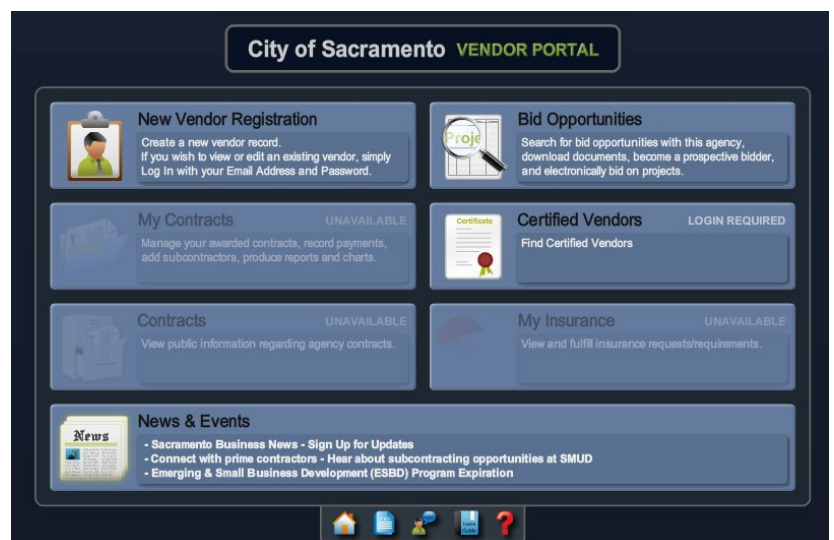 City of Sacramento VENDOR PORTAL
New Vendor Registration
Create a new vendor record.
If you wish to view or edit an existing vendor, simply
Log In with your Email Address and Password.
Proje
Bid Opportunities
Search for bid opportunities with this agency,
download documents, become a prospective bidder,
and electronically bid on projects.
My Contracts UNAVAILABLE
Manage your awarded contracts, record payments,
add subcontractors, produce reports and charts.
Certificate
Certified Vendors LOGIN REQUIRED
Find Certified Vendors
Contracts UNAVAILABLE
View public information regarding agency contracts.
My Insurance UNAVAILABLE
View and fulfill insurance requests/requirements.
News
News & Events
- Sacramento Business News - Sign Up for Updates
- Connect with prime contractors - Hear about subcontracting opportunities at SMUD
- Emerging & Small Business Development (ESBD) Program Expiration